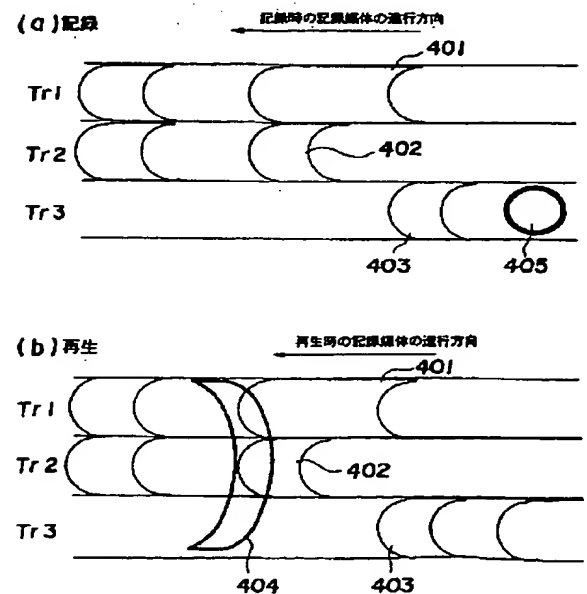 (a)記録
記録時の記録媒体の進行方向
401
Tr1
Tr2
402
Tr3
403
405
(b)再生
再生時の記録媒体の進行方向
401
Tr1
Tr2
402
Tr3
404
403